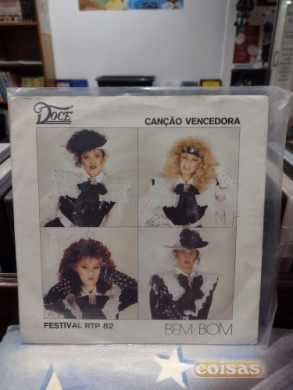 DOCE
CANÇÃO VENCEDORA
FESTIVAL RTP 82
BEM BOM
coisas